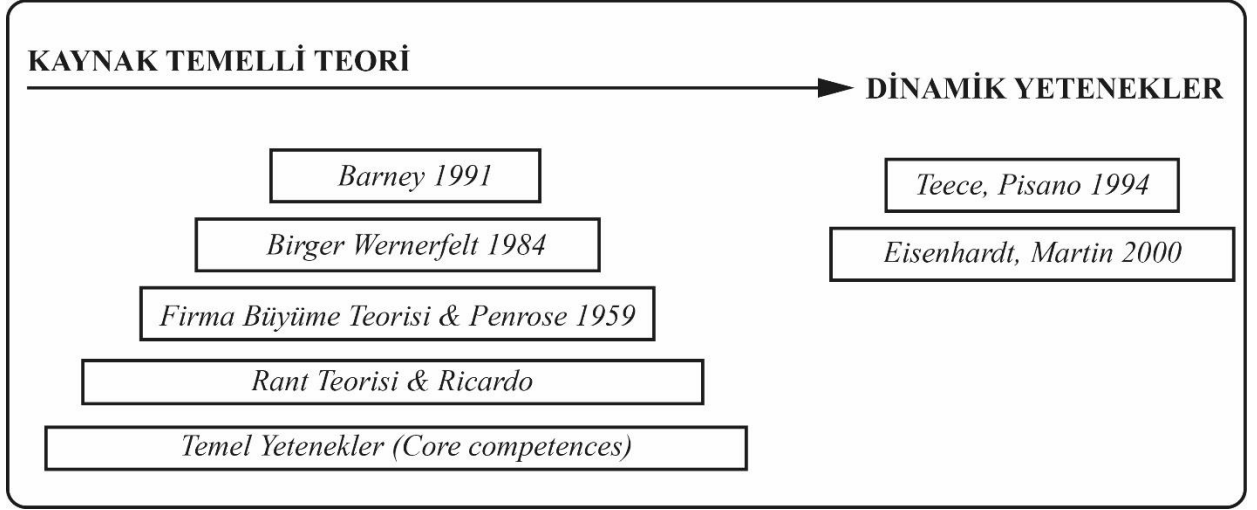 KAYNAK TEMELLİ TEORİ
DİNAMİK YETENEKLER
Barney 1991
Birger Wernerfelt 1984
Firma Büyüme Teorisi & Penrose 1959
Rant Teorisi & Ricardo
Temel Yetenekler (Core competences)
Teece, Pisano 1994
Eisenhardt, Martin 2000